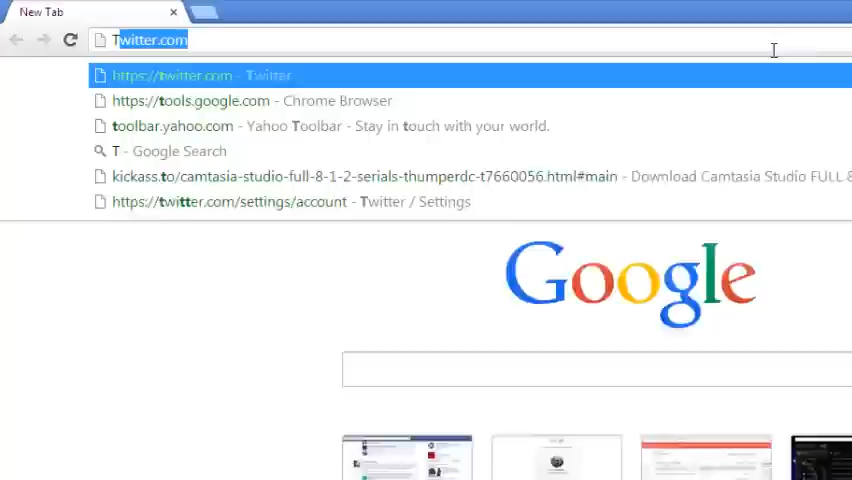 New Tab
Twitter.com
https://twitter.com - Twitter
https://tools.google.com - Chrome Browser
toolbar.yahoo.com - Yahoo Toolbar - Stay in touch with your world.
T - Google Search
kickass.to/camtasia-studio-full-8-1-2-serials-thumperdc-t7660056.html#main - Download Camtasia Studio FULL 8
https://twitter.com/settings/account - Twitter / Settings
Google